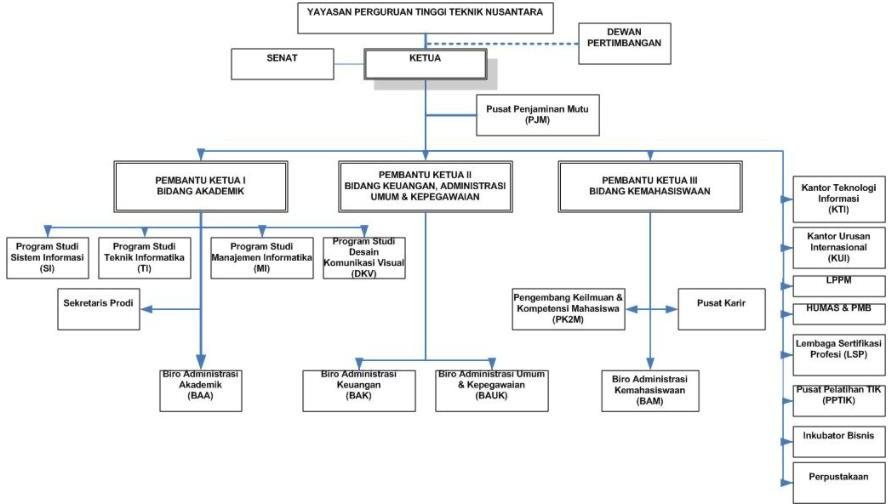 YAYASAN PERGURUAN TINGGI TEKNIK NUSANTARA
DEWAN
PERTIMBANGAN
SENAT
KETUA
Pusat Penjaminan Mutu
(PJM)
PEMBANTU KETUA I
BIDANG AKADEMIK
PEMBANTU KETUA II
BIDANG KEUANGAN, ADMINISTRASI
UMUM & KEPEGAWAIAN
PEMBANTU KETUA III
BIDANG KEMAHASISWAAN
Program Studi
Sistem Informasi
(SI)
Program Studi
Teknik Informatika
(TI)
Program Studi
Manajemen Informatika
(MI)
Program Studi
Desain
Komunikasi Visual
(DKV)
Sekretaris Prodi
Pengembang Keilmuan &
Kompetensi Mahasiswa
(PK2M)
Pusat Karir
Biro Administrasi
Akademik
(BAA)
Biro Administrasi
Keuangan
(BAK)
Biro Administrasi Umum
& Kepegawaian
(BAUK)
Biro Administrasi
Kemahasiswaan
(BAM)
Kantor Teknologi
Informasi
(KTI)
Kantor Urusan
Internasional
(KUI)
LPPM
HUMAS & PMB
Lembaga Sertifikasi
Profesi (LSP)
Pusat Pelatihan TIK
(PPTIK)
Inkubator Bisnis
Perpustakaan